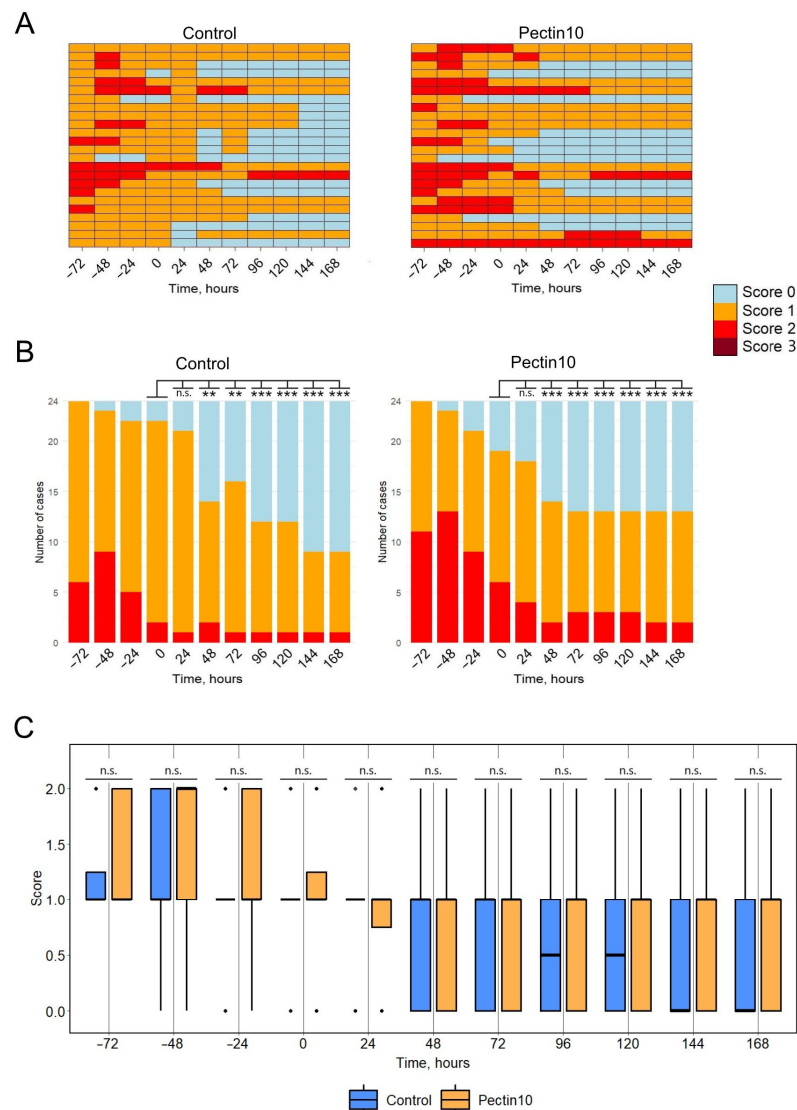 A
Control
Pectin10
−72 −48 −24 0 24 48 72 96 120 144 168
−72 −48 −24 0 24 48 72 96 120 144 168
Time, hours
Time, hours
Score 0
Score 1
Score 2
Score 3
B
Control
Pectin10
n.s. ** ** *** *** *** ***
n.s. *** *** *** *** *** ***
24
20
15
10
5
0
Number of cases
24
20
15
10
5
0
Number of cases
−72 −48 −24 0 24 48 72 96 120 144 168
−72 −48 −24 0 24 48 72 96 120 144 168
Time, hours
Time, hours
C
n.s. n.s. n.s. n.s. n.s. n.s. n.s. n.s. n.s. n.s. n.s.
2.0
1.5
1.0
0.5
0.0
Score
−72 −48 −24 0 24 48 72 96 120 144 168
Time, hours
Control Pectin10